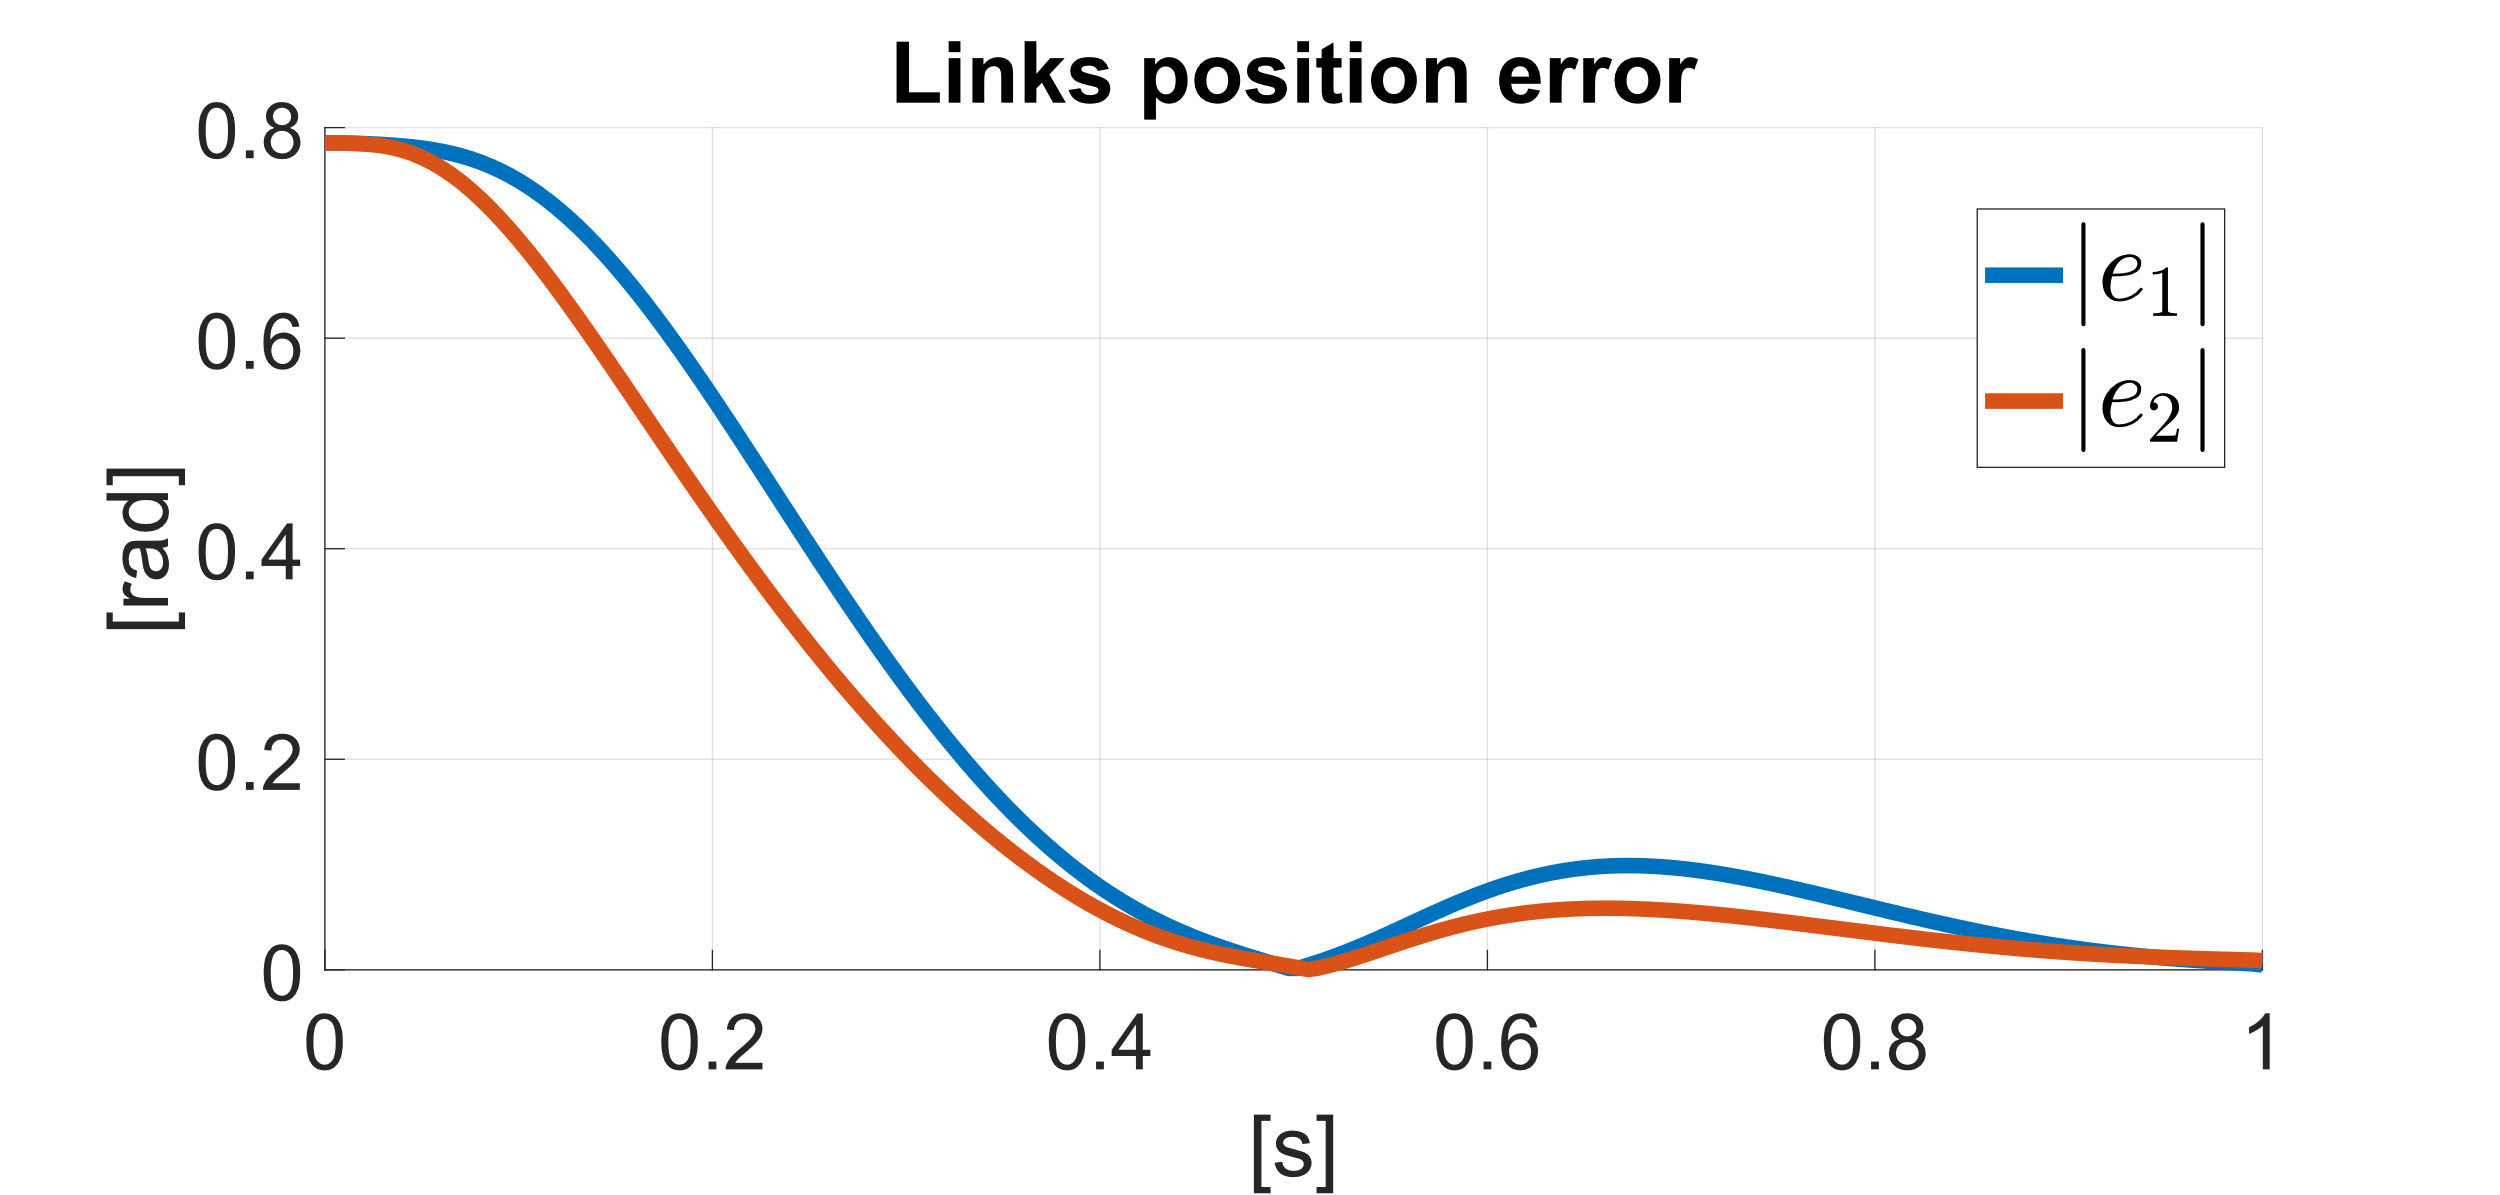 Links position error
0.8
0.6
0.4
0.2
0
[rad]
|e₁|
|e₂|
0 0.2 0.4 0.6 0.8 1
[s]